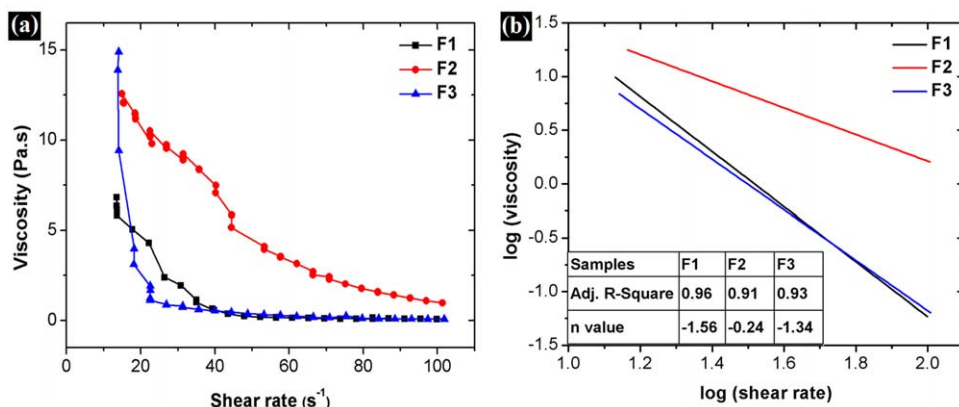 (a)
F1
F2
F3
15
10
5
0
Viscosity (Pa.s)
0 20 40 60 80 100
Shear rate (s⁻¹)
(b)
F1
F2
F3
1.5
1.0
0.5
0.0
-0.5
-1.0
-1.5
log (viscosity)
Samples F1 F2 F3
Adj. R-Square 0.96 0.91 0.93
n value -1.56 -0.24 -1.34
1.0 1.2 1.4 1.6 1.8 2.0
log (shear rate)